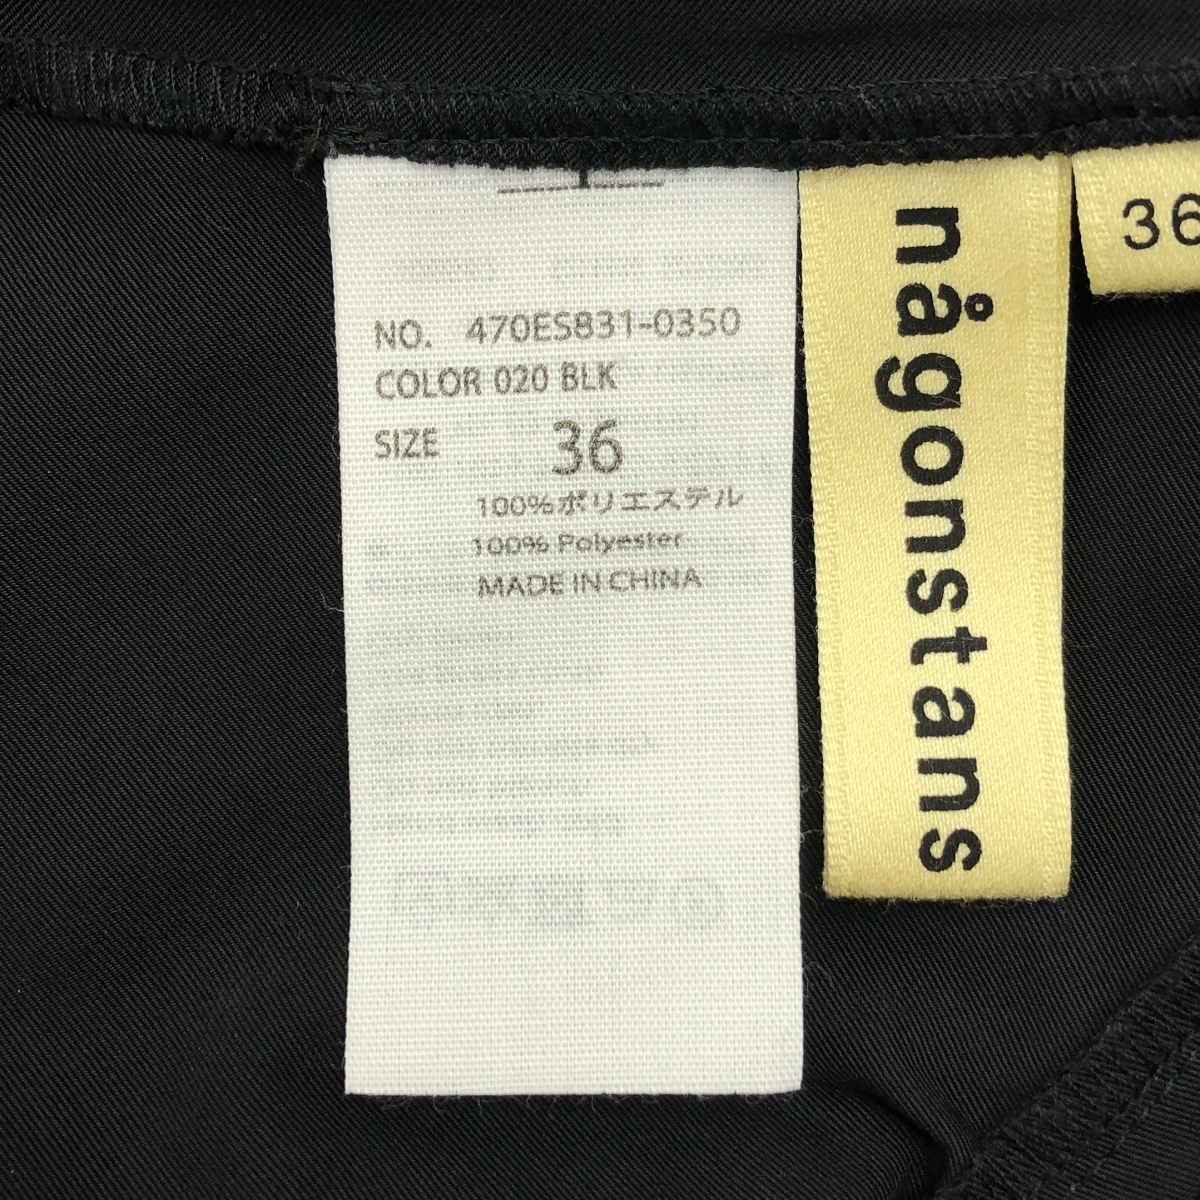 NO. 470ES831-0350
COLOR 020 BLK
SIZE 36
100%ポリエステル
100% Polyester
MADE IN CHINA
någonstans
36